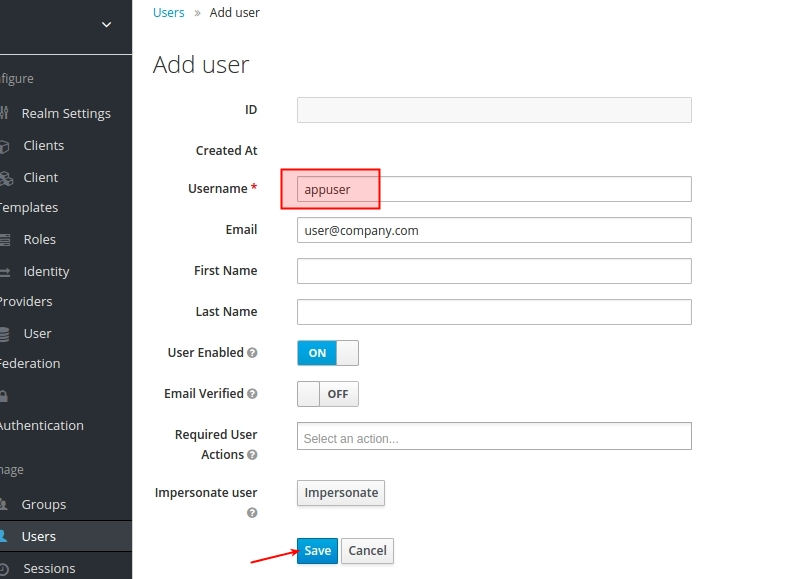 Users » Add user
Add user
ID
Created At
Username * appuser
Email user@company.com
First Name
Last Name
User Enabled ON
Email Verified OFF
Required User
Actions
Select an action...
Impersonate user Impersonate
Save Cancel
figure
Realm Settings
Clients
Client
Templates
Roles
Identity
Providers
User
Federation
Authentication
nage
Groups
Users
Sessions